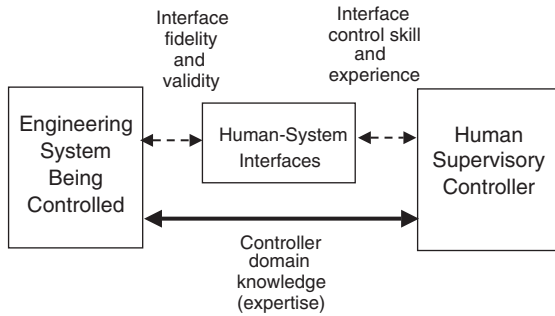 Interface
fidelity
and
validity
Interface
control skill
and
experience
Engineering
System
Being
Controlled
Human-System
Interfaces
Human
Supervisory
Controller
Controller
domain
knowledge
(expertise)